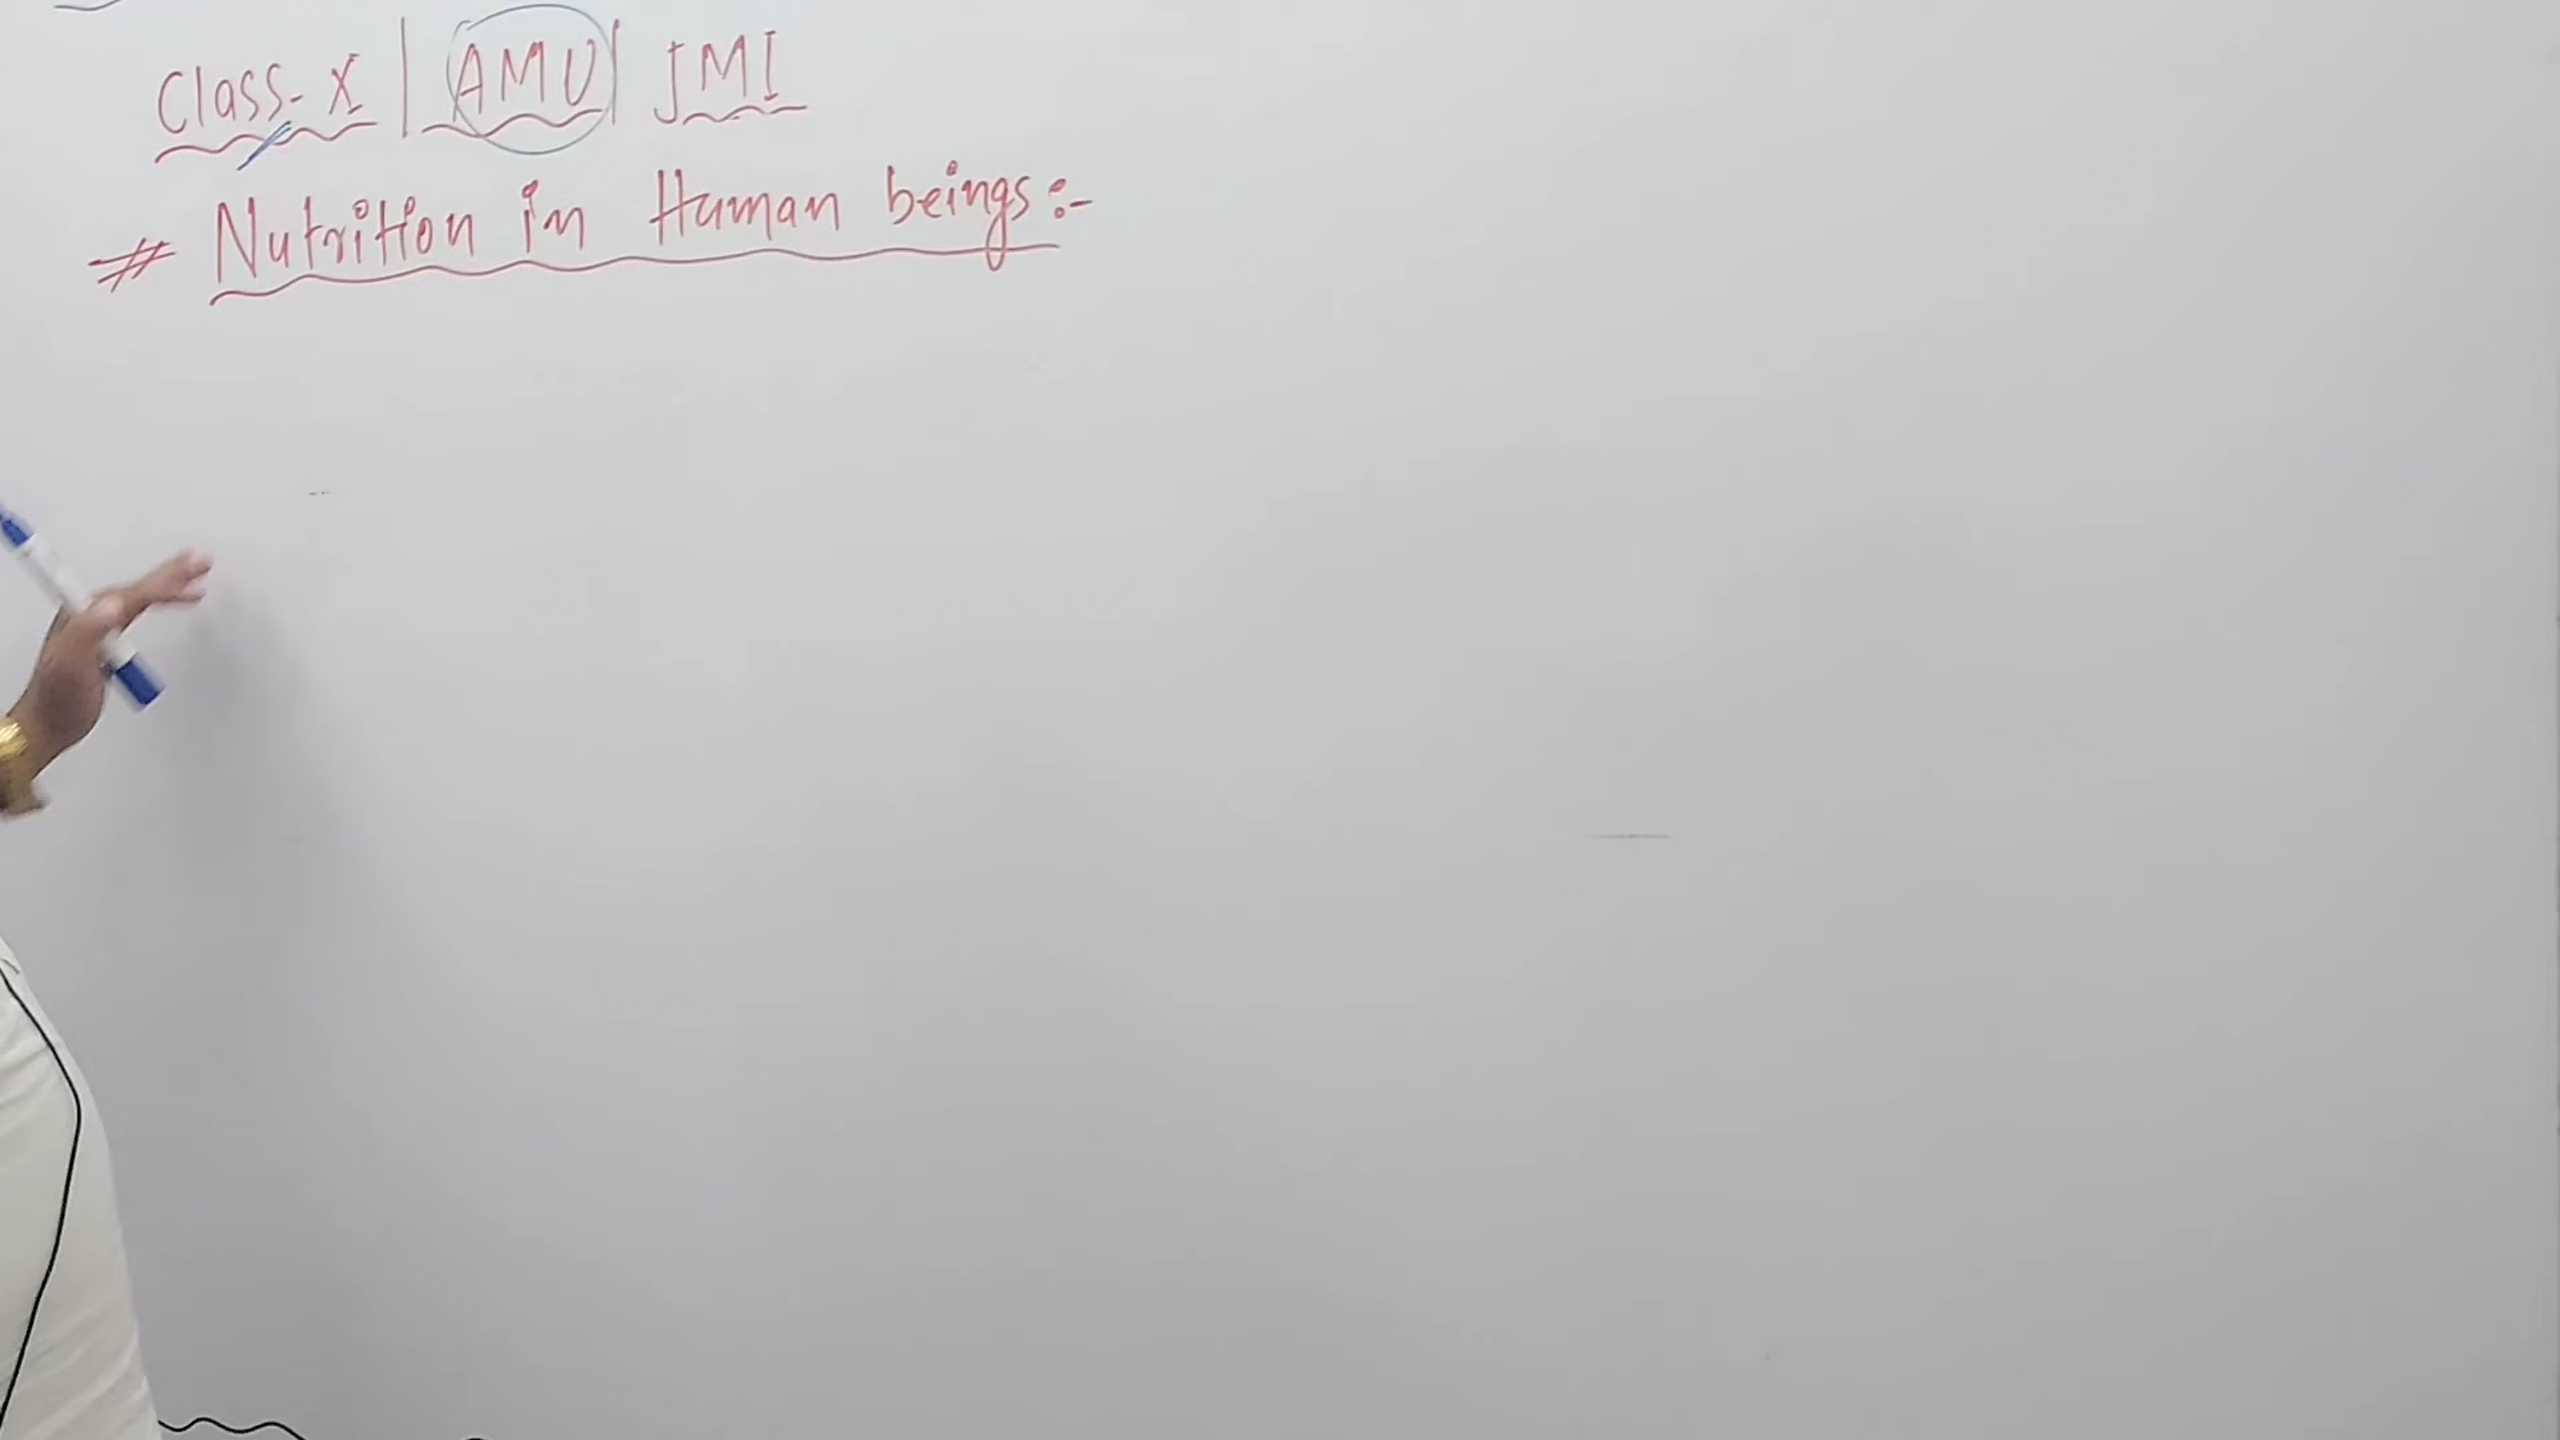 Class-X | AMU | JMI
# Nutrition in Human beings:-